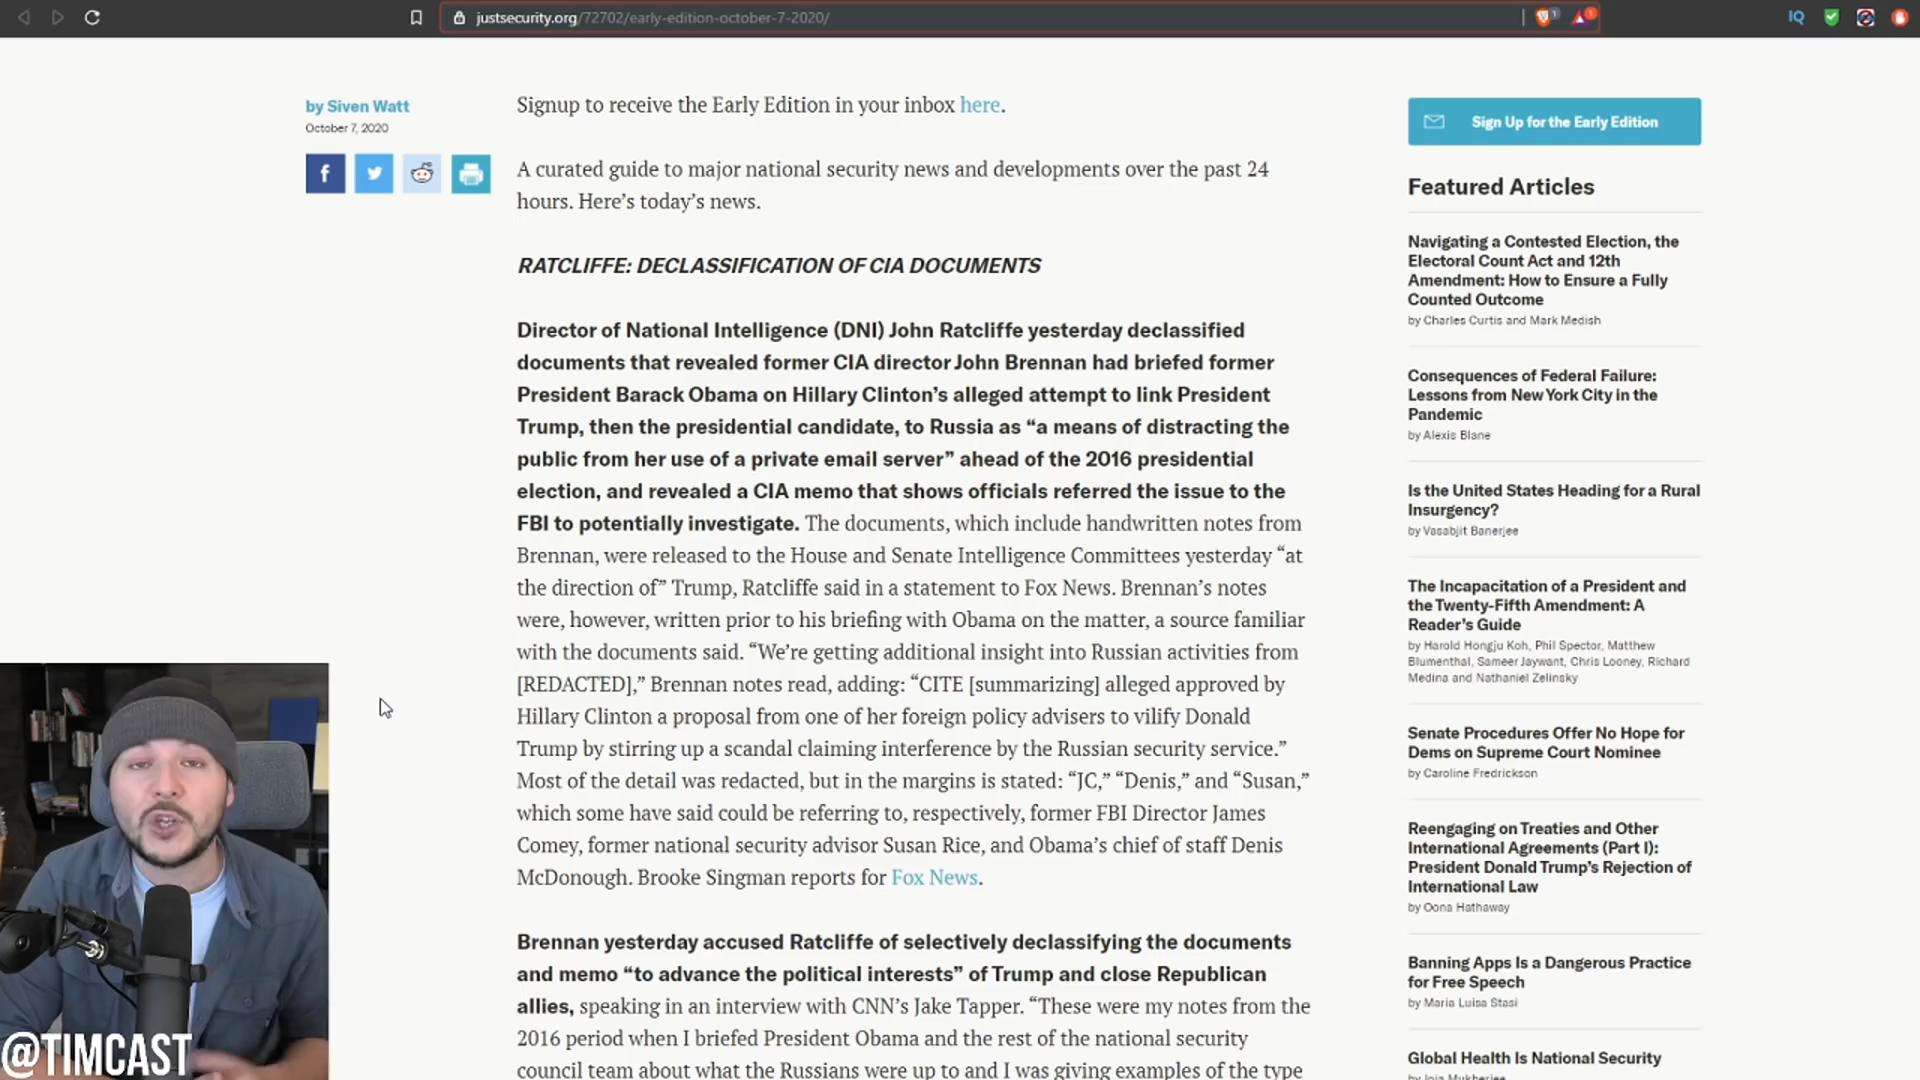 justsecurity.org/72702/early-edition-october-7-2020/
1
1
IQ
by Siven Watt
October 7, 2020
Signup to receive the Early Edition in your inbox here.
A curated guide to major national security news and developments over the past 24
hours. Here’s today’s news.
RATCLIFFE: DECLASSIFICATION OF CIA DOCUMENTS
Director of National Intelligence (DNI) John Ratcliffe yesterday declassified
documents that revealed former CIA director John Brennan had briefed former
President Barack Obama on Hillary Clinton’s alleged attempt to link President
Trump, then the presidential candidate, to Russia as “a means of distracting the
public from her use of a private email server” ahead of the 2016 presidential
election, and revealed a CIA memo that shows officials referred the issue to the
FBI to potentially investigate. The documents, which include handwritten notes from
Brennan, were released to the House and Senate Intelligence Committees yesterday “at
the direction of” Trump, Ratcliffe said in a statement to Fox News. Brennan’s notes
were, however, written prior to his briefing with Obama on the matter, a source familiar
with the documents said. “We’re getting additional insight into Russian activities from
[REDACTED],” Brennan notes read, adding: “CITE [summarizing] alleged approved by
Hillary Clinton a proposal from one of her foreign policy advisers to vilify Donald
Trump by stirring up a scandal claiming interference by the Russian security service.”
Most of the detail was redacted, but in the margins is stated: “JC,” “Denis,” and “Susan,”
which some have said could be referring to, respectively, former FBI Director James
Comey, former national security advisor Susan Rice, and Obama’s chief of staff Denis
McDonough. Brooke Singman reports for Fox News.
Brennan yesterday accused Ratcliffe of selectively declassifying the documents
and memo “to advance the political interests” of Trump and close Republican
allies, speaking in an interview with CNN’s Jake Tapper. “These were my notes from the
2016 period when I briefed President Obama and the rest of the national security
council team about what the Russians were up to and I was giving examples of the type
Sign Up for the Early Edition
Featured Articles
Navigating a Contested Election, the
Electoral Count Act and 12th
Amendment: How to Ensure a Fully
Counted Outcome
by Charles Curtis and Mark Medish
Consequences of Federal Failure:
Lessons from New York City in the
Pandemic
by Alexis Blane
Is the United States Heading for a Rural
Insurgency?
by Vasabjit Banerjee
The Incapacitation of a President and
the Twenty-Fifth Amendment: A
Reader’s Guide
by Harold Hongju Koh, Phil Spector, Matthew
Blumenthal, Sameer Jaywant, Chris Looney, Richard
Medina and Nathaniel Zelinsky
Senate Procedures Offer No Hope for
Dems on Supreme Court Nominee
by Caroline Fredrickson
Reengaging on Treaties and Other
International Agreements (Part I):
President Donald Trump’s Rejection of
International Law
by Oona Hathaway
Banning Apps Is a Dangerous Practice
for Free Speech
by Maria Luisa Stasi
Global Health Is National Security
@TIMCAST